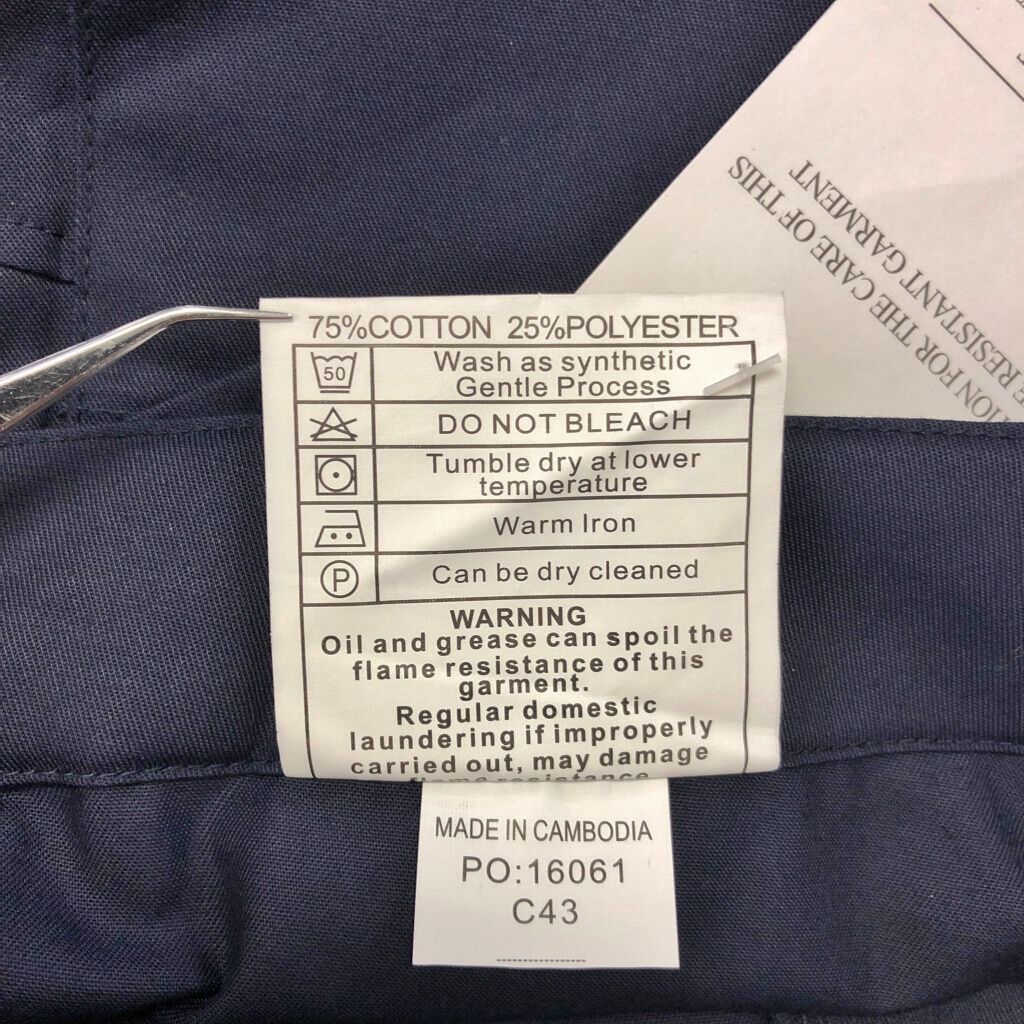 75%COTTON 25%POLYESTER
50
Wash as synthetic
Gentle Process
DO NOT BLEACH
Tumble dry at lower
temperature
Warm Iron
P
Can be dry cleaned
WARNING
Oil and grease can spoil the
flame resistance of this
garment.
Regular domestic
laundering if improperly
carried out, may damage
flame resistance
MADE IN CAMBODIA
PO:16061
C43
FOR THE CARE OF THIS
RESISTANT GARMENT